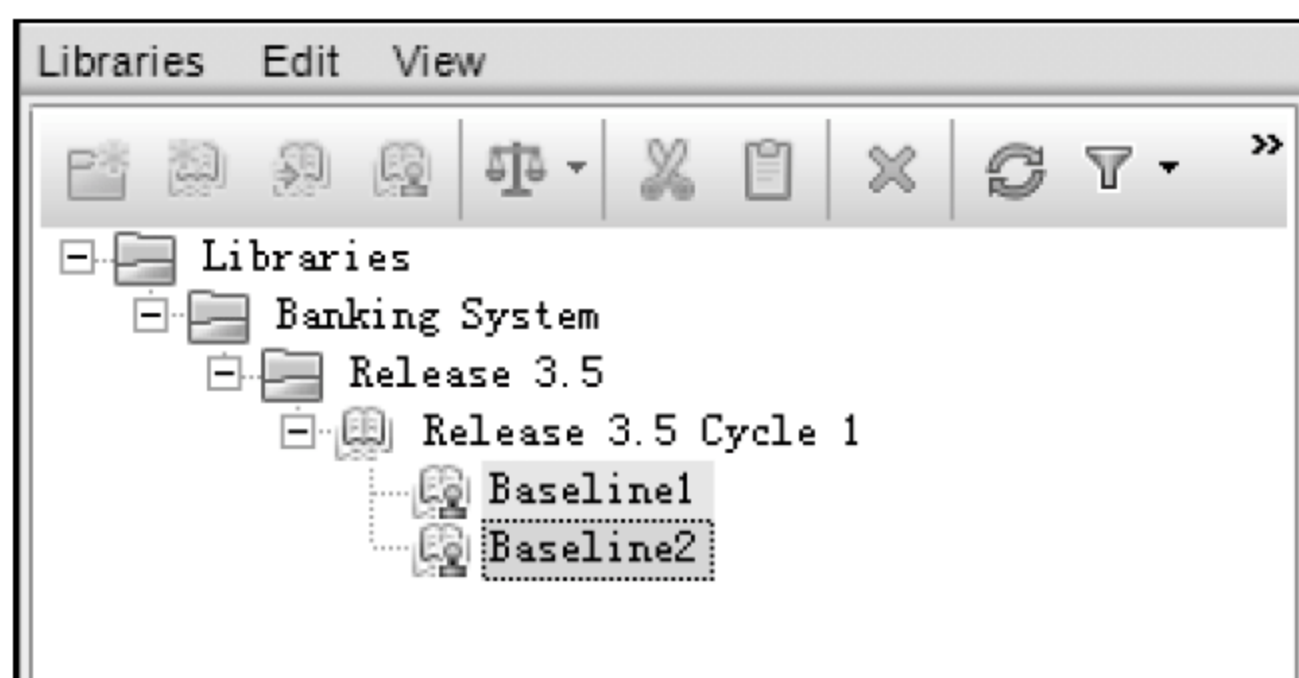 Libraries Edit View
Libraries
Banking System
Release 3.5
Release 3.5 Cycle 1
Baseline1
Baseline2